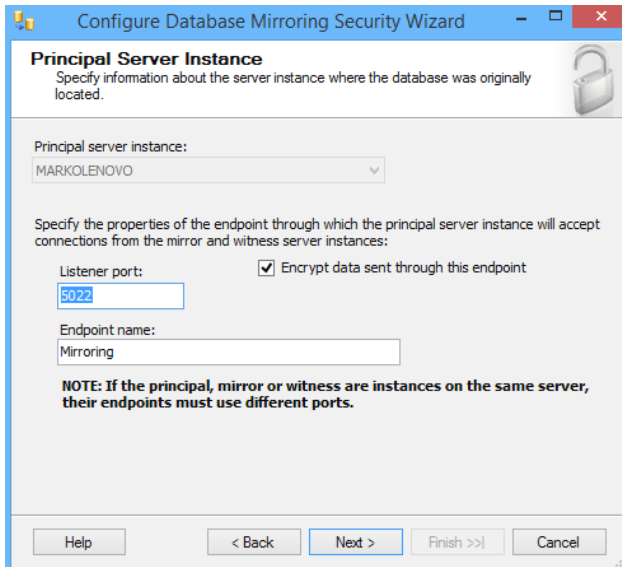 Configure Database Mirroring Security Wizard
Principal Server Instance
Specify information about the server instance where the database was originally
located.
Principal server instance:
MARKOLENOVO
Specify the properties of the endpoint through which the principal server instance will accept
connections from the mirror and witness server instances:
Listener port:
Encrypt data sent through this endpoint
5022
Endpoint name:
Mirroring
NOTE: If the principal, mirror or witness are instances on the same server,
their endpoints must use different ports.
Help
< Back
Next >
Finish >>|
Cancel